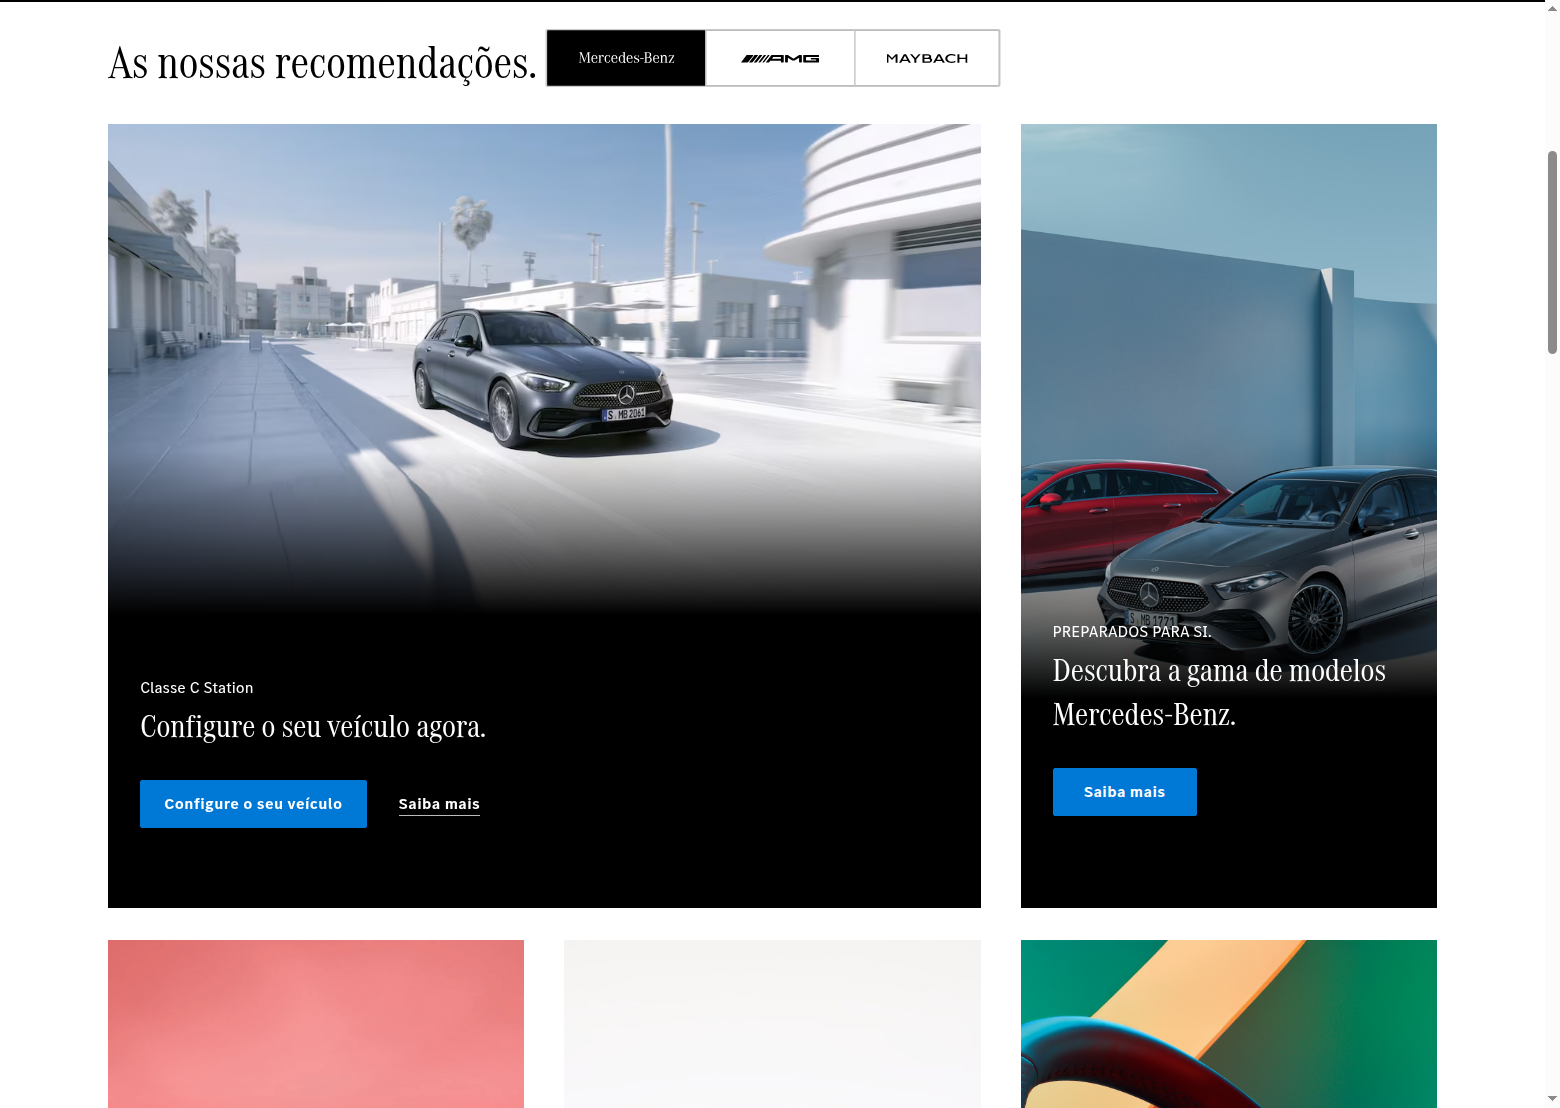 As nossas recomendações.
Mercedes-Benz
AMG
MAYBACH
S MB 2061
S MB 1771
PREPARADOS PARA SI.
Descubra a gama de modelos
Mercedes-Benz.
Saiba mais
Classe C Station
Configure o seu veículo agora.
Configure o seu veículo
Saiba mais